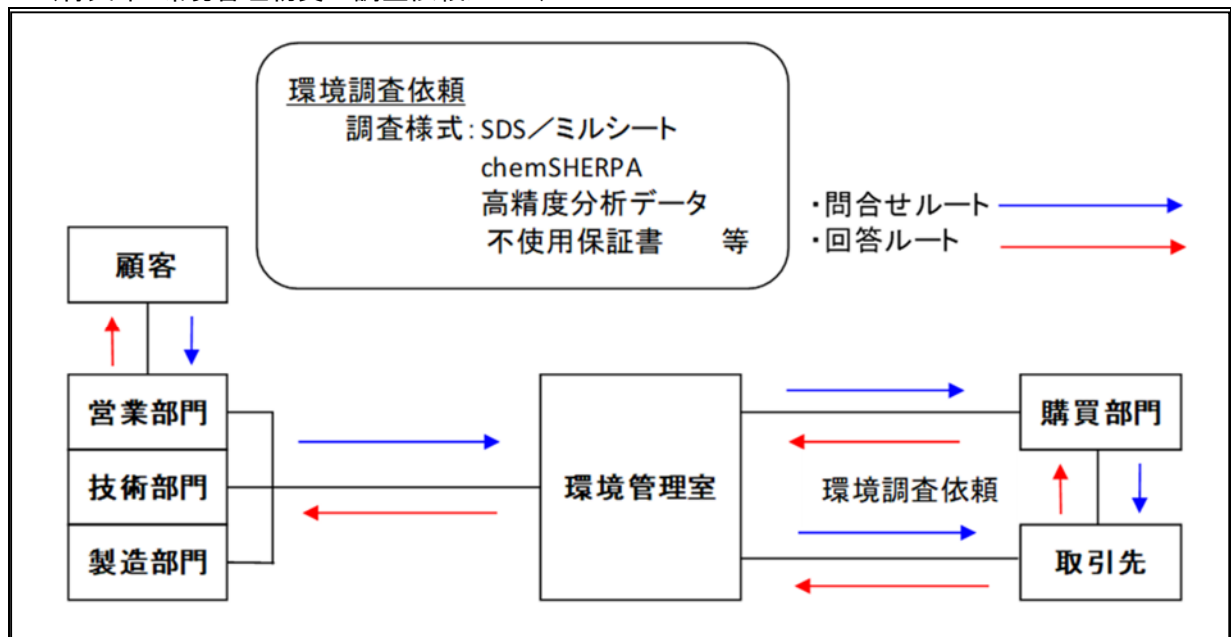 環境調査依頼
調査様式：SDS／ミルシート
chemSHERPA
高精度分析データ
不使用保証書　等
・問合せルート
・回答ルート
顧客
営業部門
技術部門
製造部門
環境管理室
環境調査依頼
購買部門
取引先